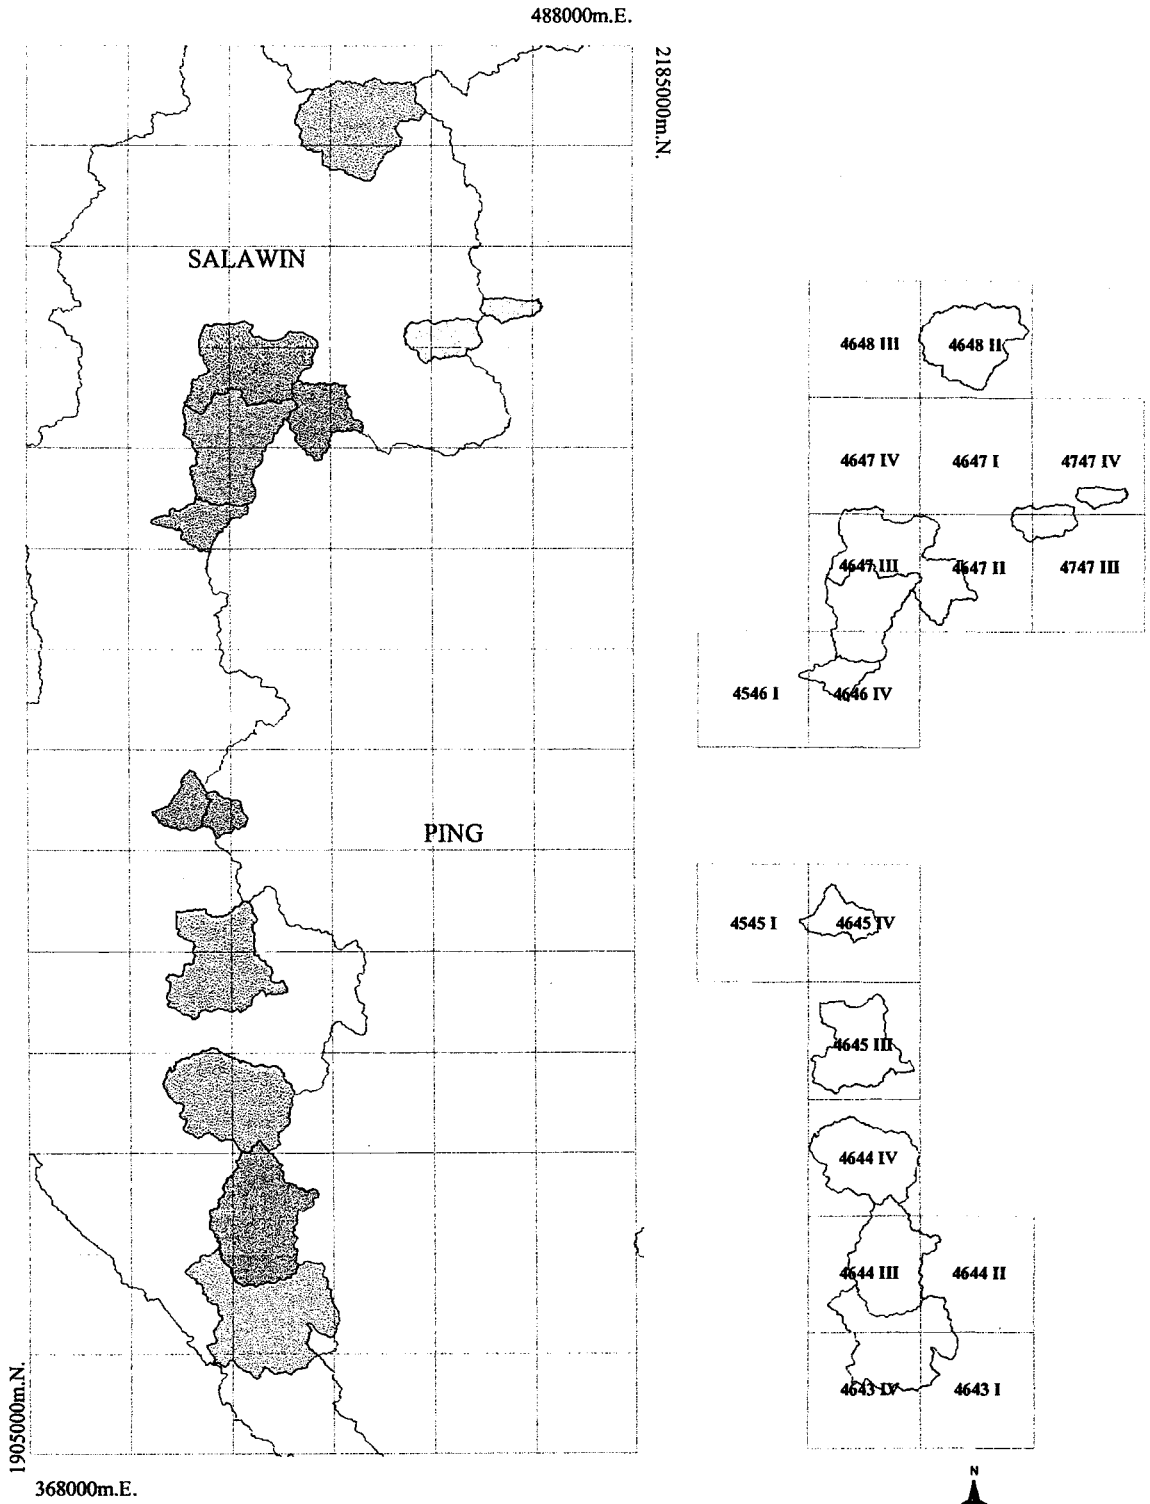 488000m.E.
2185000m.N.
SALAWIN
PING
1905000m.N.
368000m.E.
4648 III
4648 II
4647 IV
4647 I
4747 IV
4647 III
4647 II
4747 III
4546 I
4646 IV
4545 I
4645 IV
4645 III
4644 IV
4644 III
4644 II
4643 IV
4643 I
N